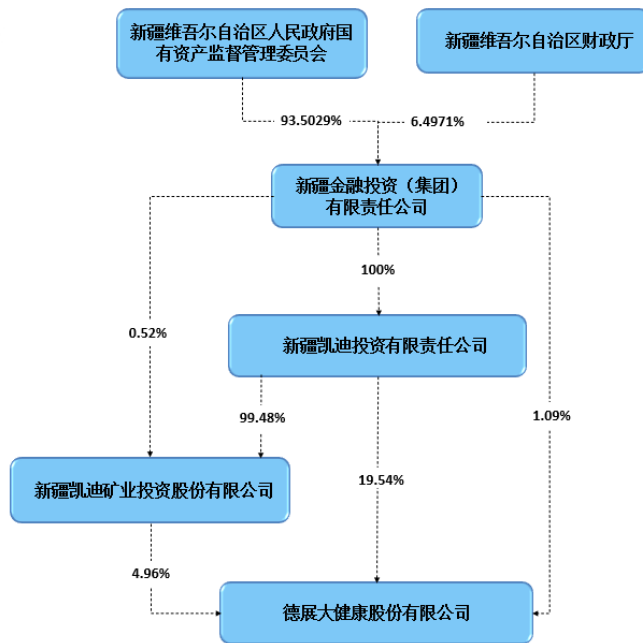 新疆维吾尔自治区人民政府国
有资产监督管理委员会
新疆维吾尔自治区财政厅
93.5029%
6.4971%
新疆金融投资（集团）
有限责任公司
100%
0.52%
新疆凯迪投资有限责任公司
99.48%
1.09%
新疆凯迪矿业投资股份有限公司
19.54%
4.96%
德展大健康股份有限公司